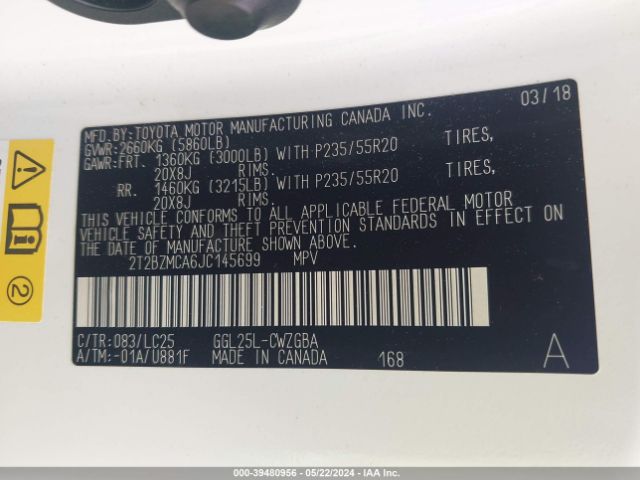 03/18
MFD.BY:TOYOTA MOTOR MANUFACTURING CANADA INC.
GVWR:2660KG (5860LB)
GAWR:FRT. 1360KG (3000LB) WITH P235/55R20 TIRES,
20X8J RIMS.
RR. 1460KG (3215LB) WITH P235/55R20 TIRES,
20X8J RIMS.
THIS VEHICLE CONFORMS TO ALL APPLICABLE FEDERAL MOTOR
VEHICLE SAFETY AND THEFT PREVENTION STANDARDS IN EFFECT ON
THE DATE OF MANUFACTURE SHOWN ABOVE.
2T2BZMCA6JC145699 MPV
C/TR:083/LC25 GGL25L-CWZGBA
A/TM:-01A/U881F MADE IN CANADA 168 A
2
000-39480956 - 05/22/2024 - IAA Inc.